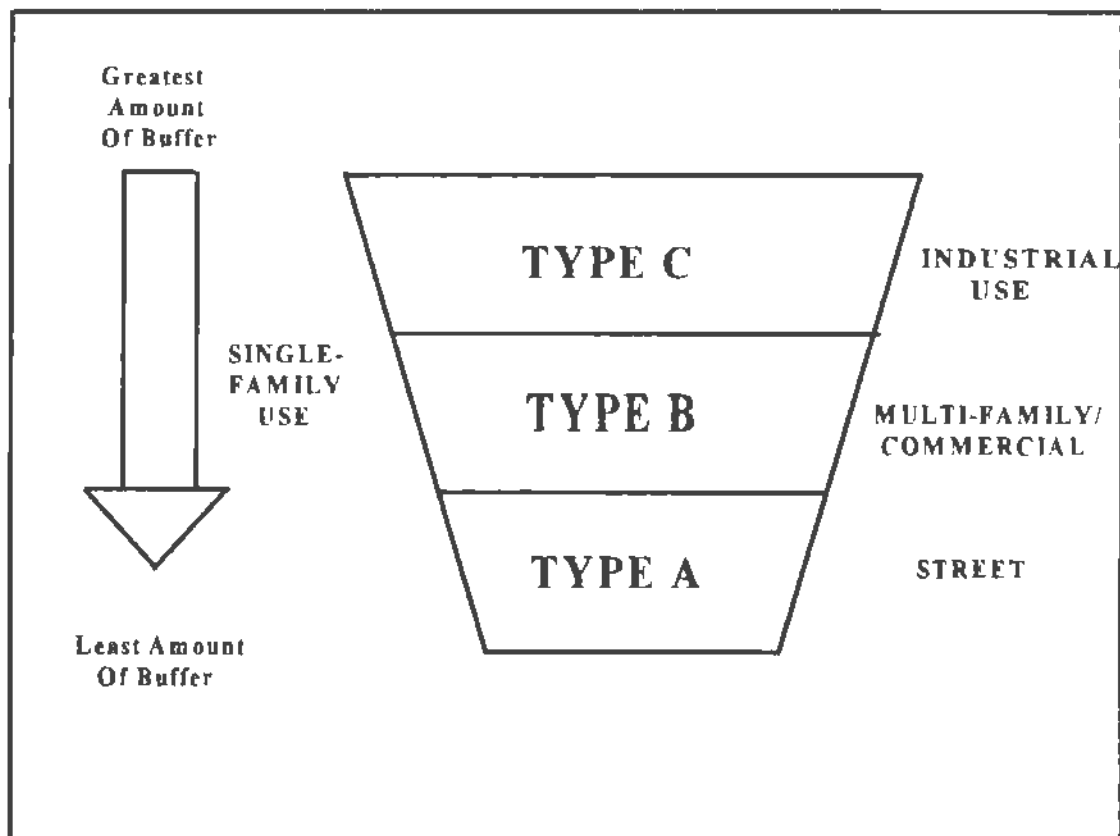 Greatest
Amount
Of Buffer
TYPE C
INDUSTRIAL
USE
SINGLE-
FAMILY
USE
TYPE B
MULTI-FAMILY/
COMMERCIAL
TYPE A
STREET
Least Amount
Of Buffer